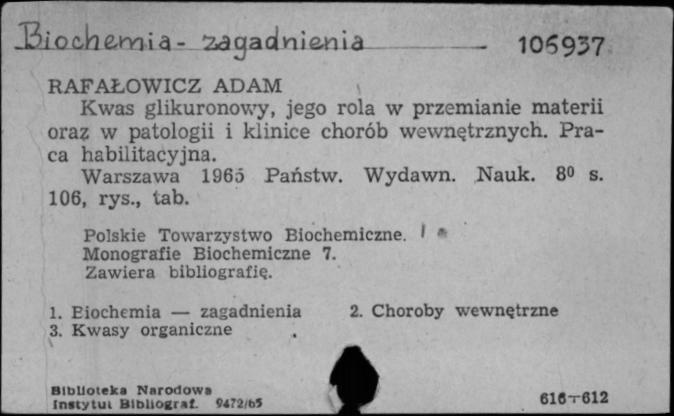 Biochemia - zagadnienia 106937
RAFAŁOWICZ ADAM
Kwas glikuronowy, jego rola w przemianie materii
oraz w patologii i klinice chorób wewnętrznych. Pra-
ca habilitacyjna.
Warszawa 1965 Państw. Wydawn. Nauk. 8⁰ s.
106, rys., tab.
Polskie Towarzystwo Biochemiczne.
Monografie Biochemiczne 7.
Zawiera bibliografię.
1. Biochemia — zagadnienia 2. Choroby wewnętrzne
3. Kwasy organiczne
Biblioteka Narodowa
Instytut Bibliograf. 9472/65 616+612